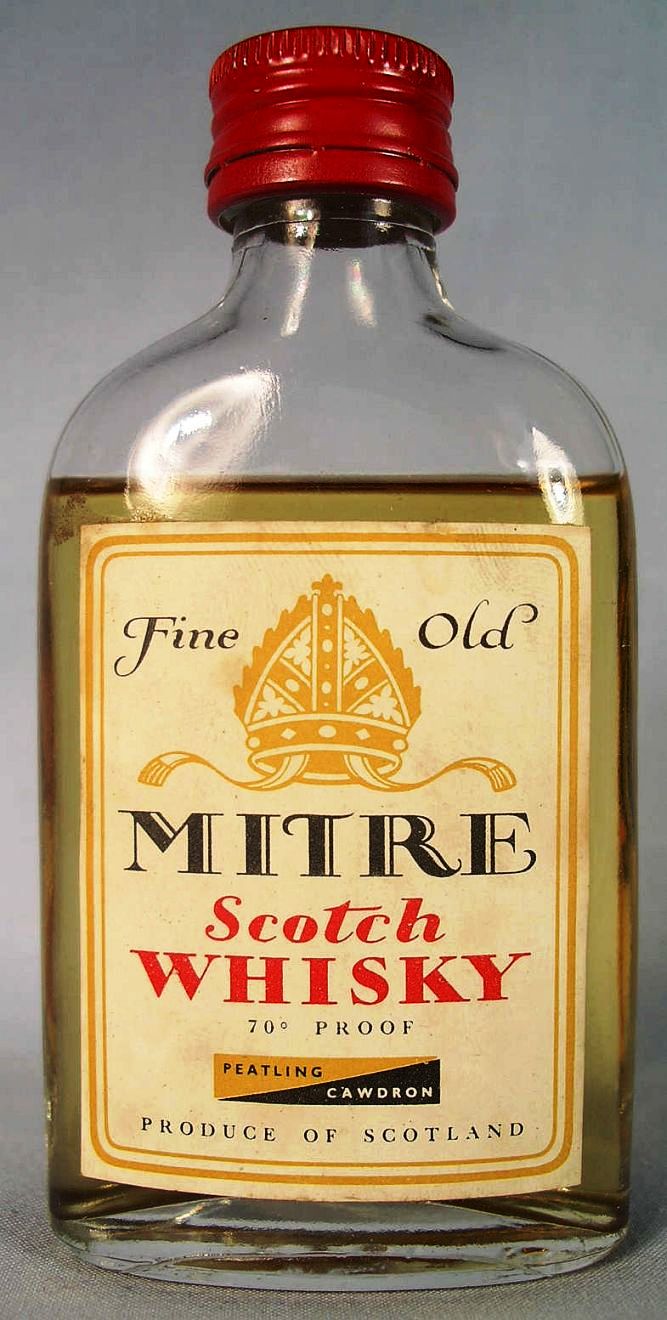 Fine Old
MITRE
Scotch
WHISKY
70° PROOF
PEATLING
CAWDRON
PRODUCE OF SCOTLAND